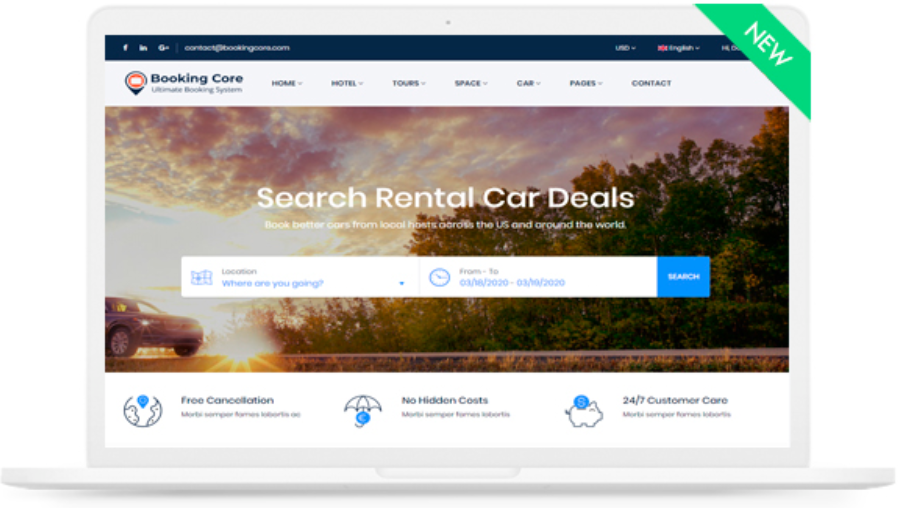 f in G+ contact@bookingcore.com USD English Hi,
NEW
Booking Core
Ultimate Booking System
HOME HOTEL TOURS SPACE CAR PAGES CONTACT
Search Rental Car Deals
Book better cars from local hosts across the US and around the world.
Location
Where are you going?
From - To
03/18/2020 - 03/19/2020
SEARCH
Free Cancellation
Morbi semper fames lobortis ac
No Hidden Costs
Morbi semper fames lobortis
24/7 Customer Care
Morbi semper fames lobortis